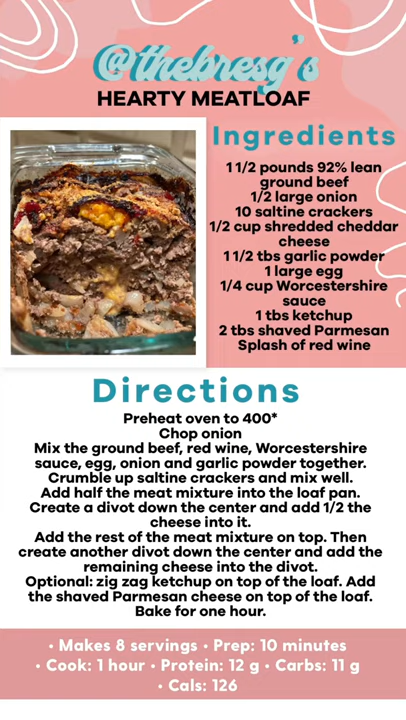 @thebresg's
HEARTY MEATLOAF
Ingredients
1 1/2 pounds 92% lean
ground beef
1/2 large onion
10 saltine crackers
1/2 cup shredded cheddar
cheese
1 1/2 tbs garlic powder
1 large egg
1/4 cup Worcestershire
sauce
1 tbs ketchup
2 tbs shaved Parmesan
Splash of red wine
Directions
Preheat oven to 400*
Chop onion
Mix the ground beef, red wine, Worcestershire
sauce, egg, onion and garlic powder together.
Crumble up saltine crackers and mix well.
Add half the meat mixture into the loaf pan.
Create a divot down the center and add 1/2 the
cheese into it.
Add the rest of the meat mixture on top. Then
create another divot down the center and add the
remaining cheese into the divot.
Optional: zig zag ketchup on top of the loaf. Add
the shaved Parmesan cheese on top of the loaf.
Bake for one hour.
• Makes 8 servings • Prep: 10 minutes
• Cook: 1 hour • Protein: 12 g • Carbs: 11 g
• Cals: 126